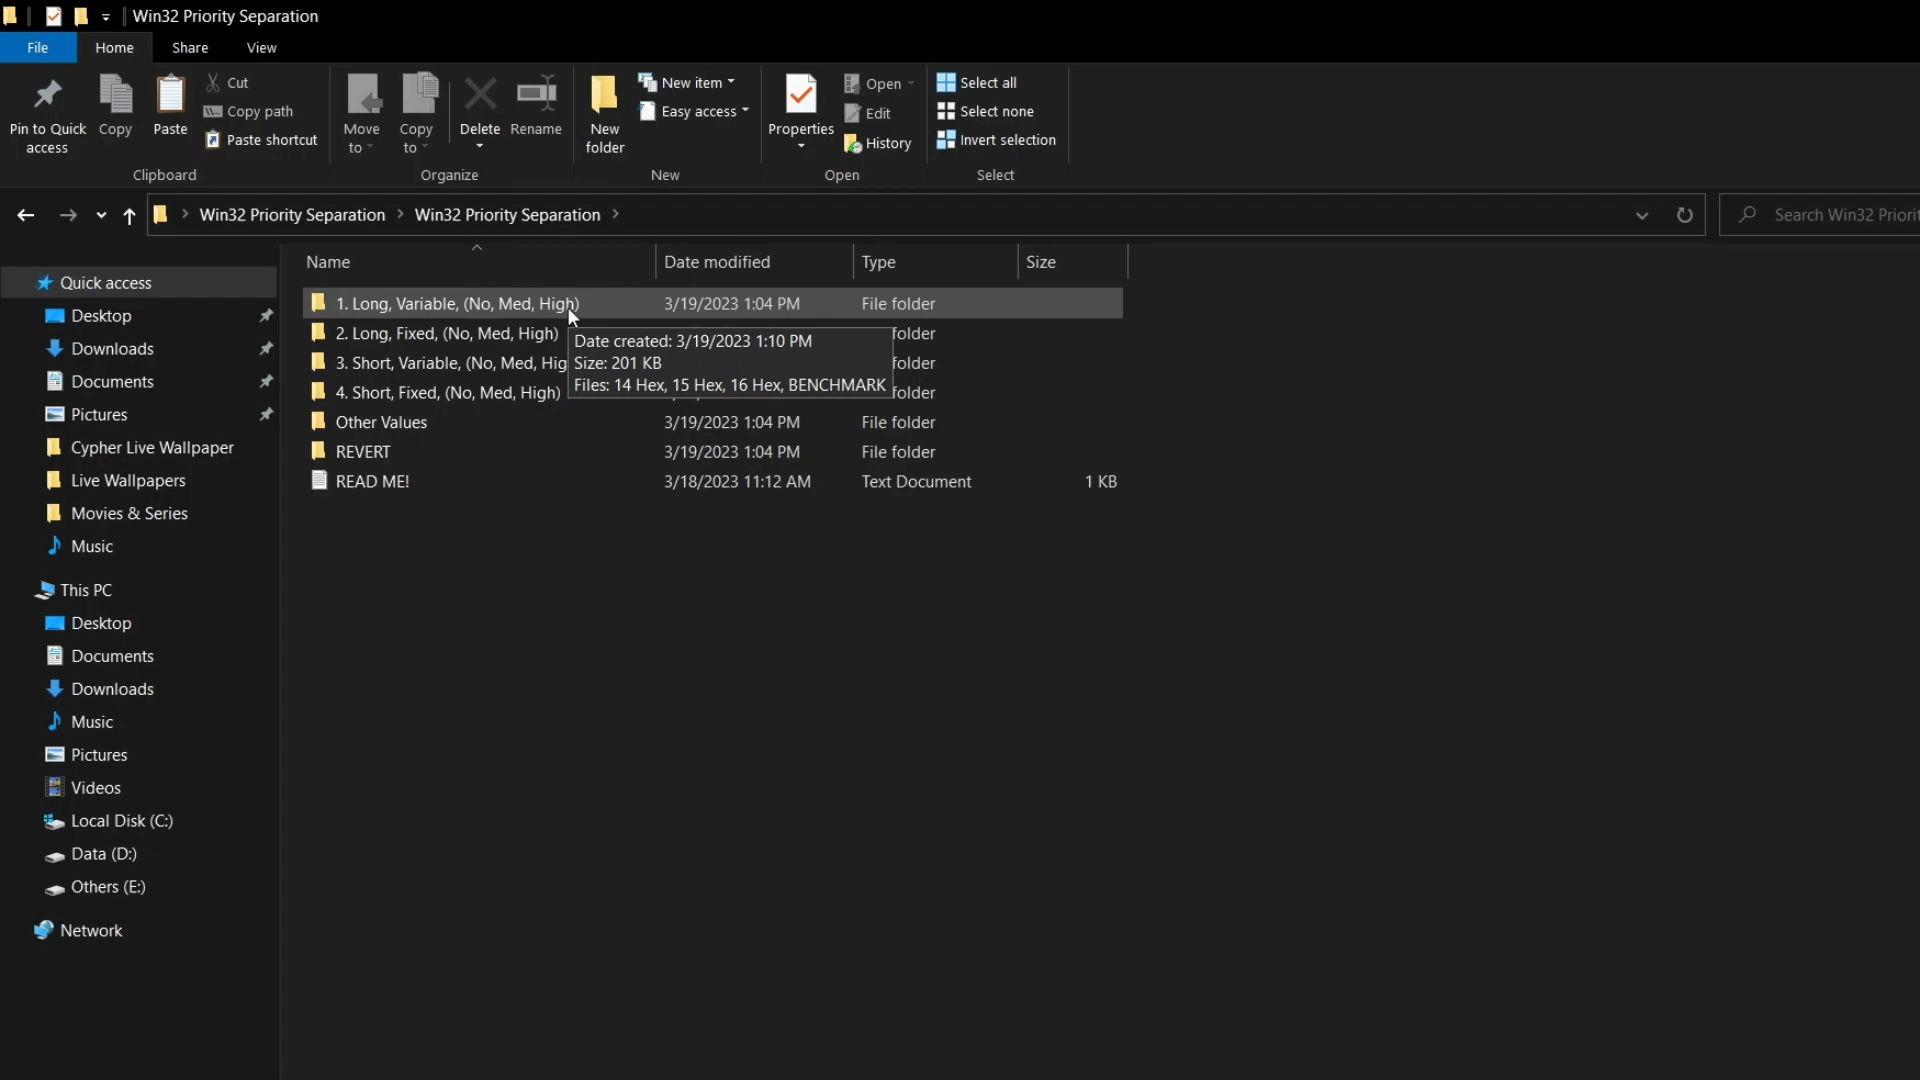 Win32 Priority Separation
File Home Share View
Pin to Quick access
Copy
Paste
Cut
Copy path
Paste shortcut
Clipboard
Move to
Copy to
Delete
Rename
Organize
New folder
New item
Easy access
New
Properties
Open
Edit
History
Open
Select all
Select none
Invert selection
Select
Win32 Priority Separation Win32 Priority Separation
Search Win32 Priorit
Quick access
Desktop
Downloads
Documents
Pictures
Cypher Live Wallpaper
Live Wallpapers
Movies & Series
Music
This PC
Desktop
Documents
Downloads
Music
Pictures
Videos
Local Disk (C:)
Data (D:)
Others (E:)
Network
Name Date modified Type Size
1. Long, Variable, (No, Med, High) 3/19/2023 1:04 PM File folder
2. Long, Fixed, (No, Med, High) folder
3. Short, Variable, (No, Med, Hig folder
4. Short, Fixed, (No, Med, High) folder
Other Values 3/19/2023 1:04 PM File folder
REVERT 3/19/2023 1:04 PM File folder
READ ME! 3/18/2023 11:12 AM Text Document 1 KB
Date created: 3/19/2023 1:10 PM
Size: 201 KB
Files: 14 Hex, 15 Hex, 16 Hex, BENCHMARK